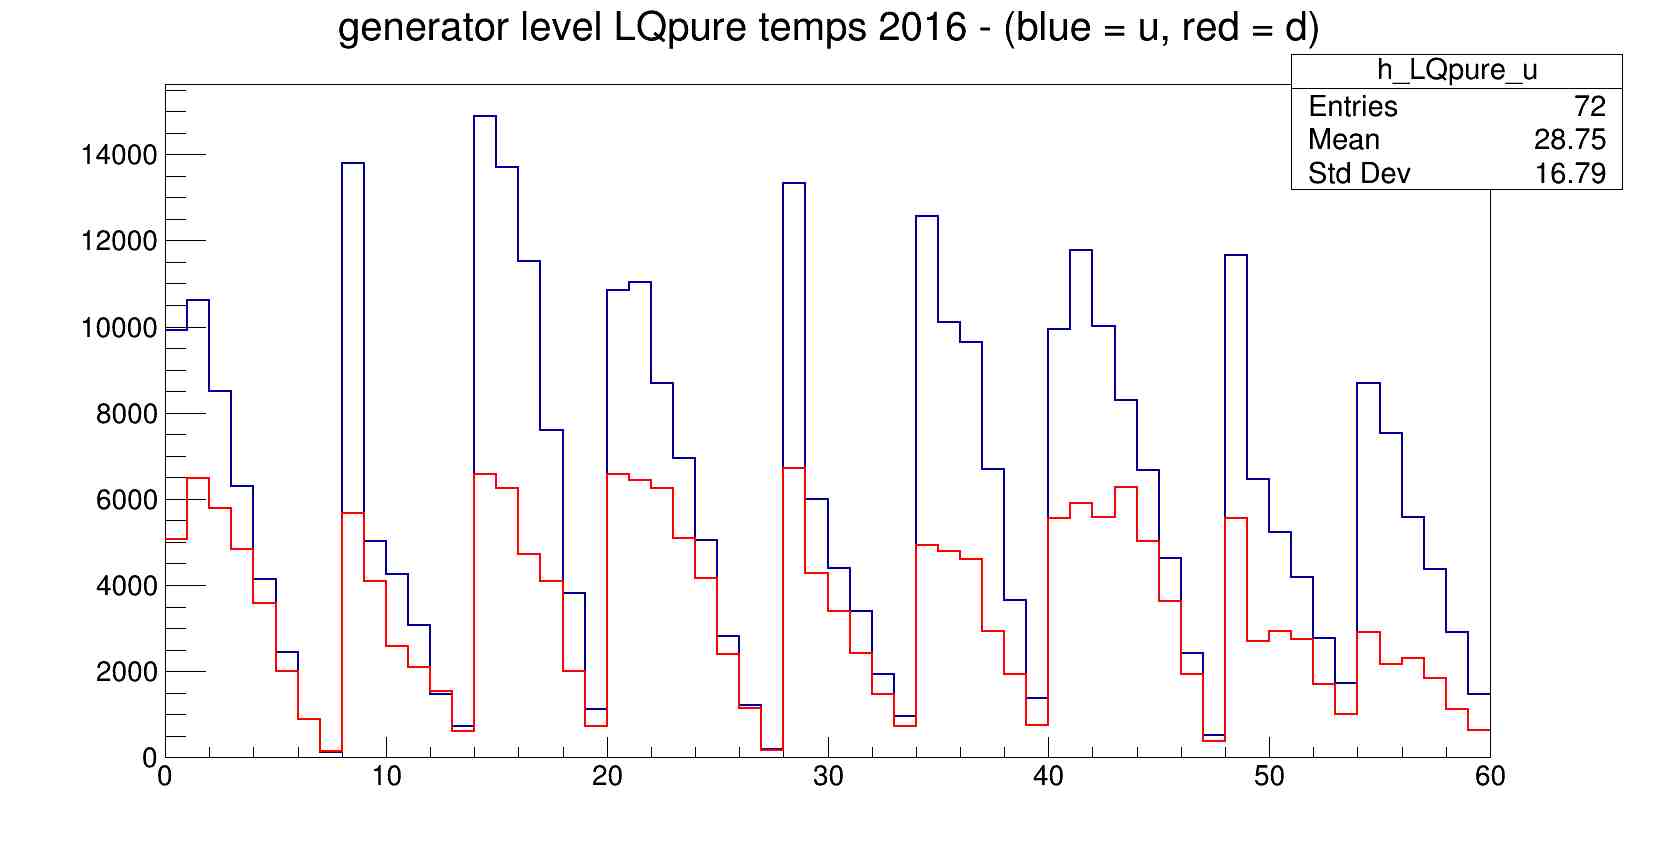 generator level LQpure temps 2016 - (blue = u, red = d)
h_LQpure_u
Entries 72
Mean 28.75
Std Dev 16.79
14000
12000
10000
8000
6000
4000
2000
0
0 10 20 30 40 50 60